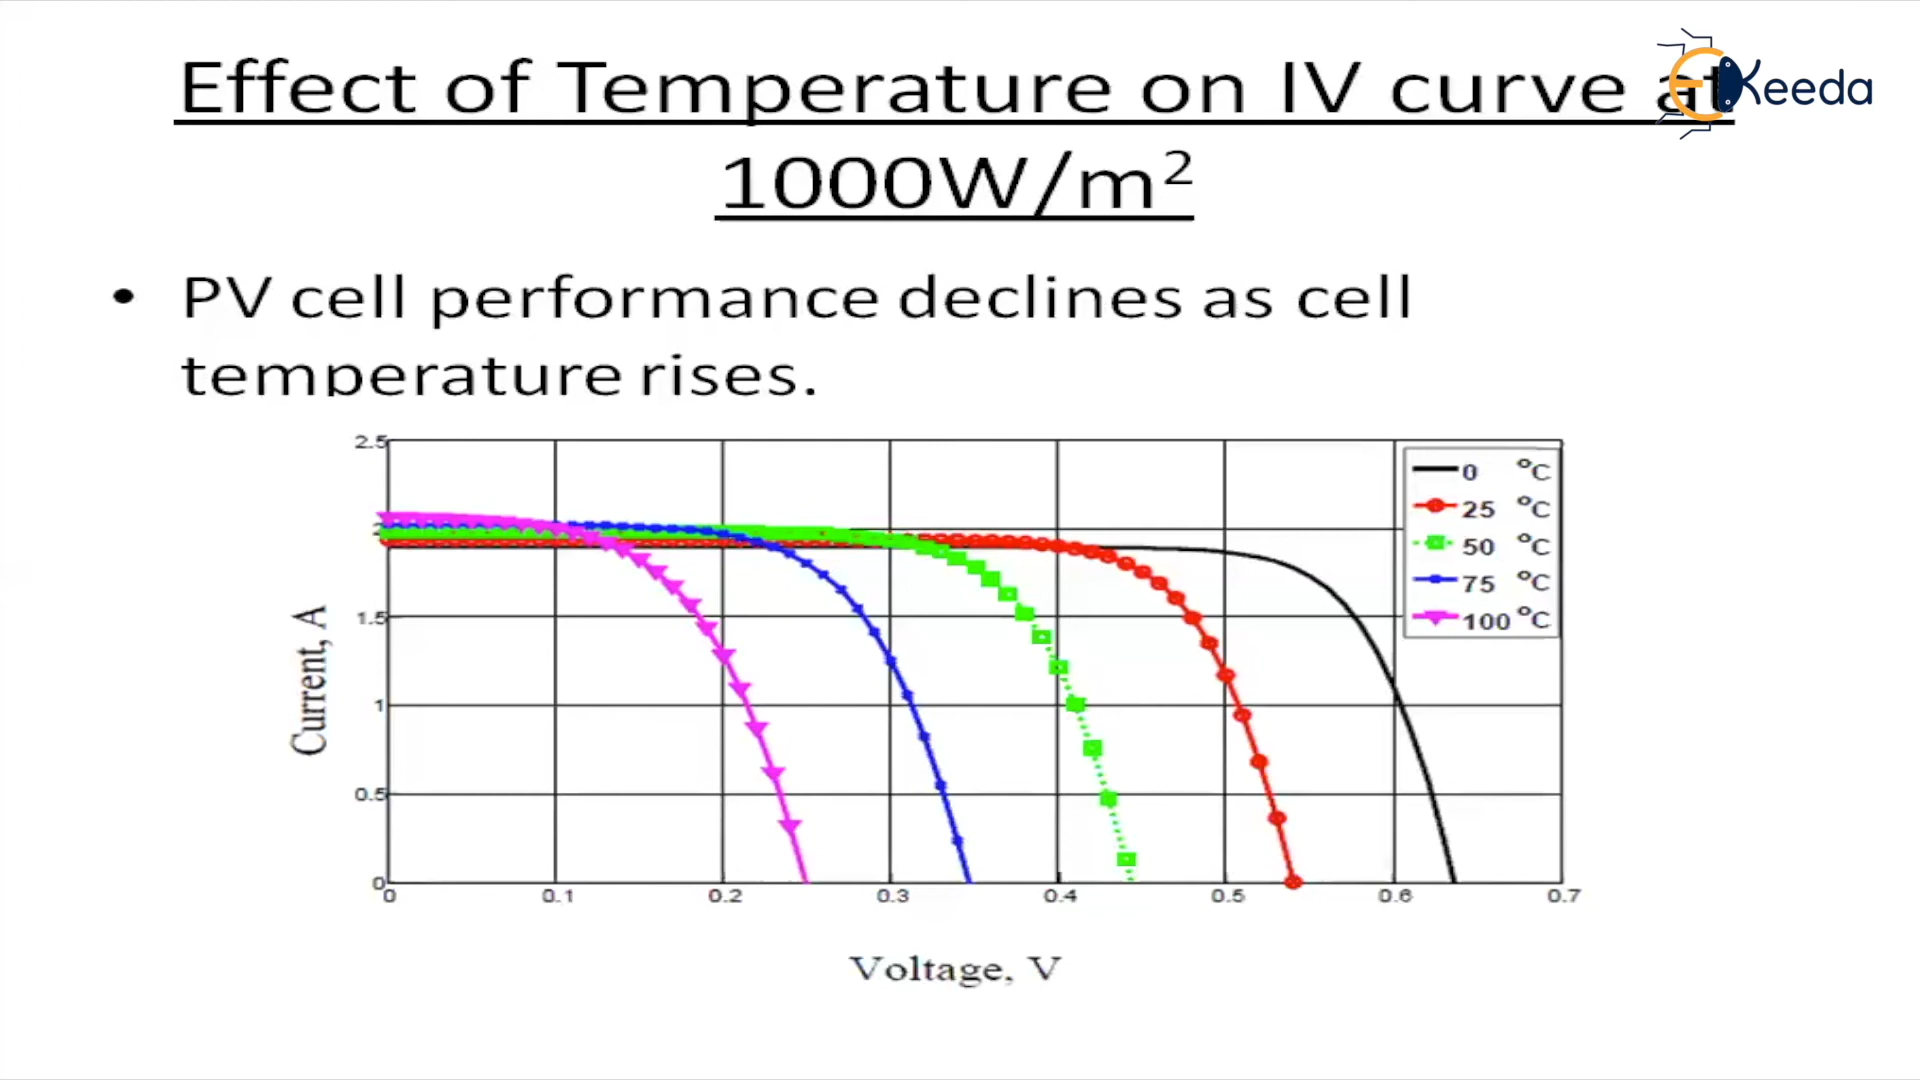 Effect of Temperature on IV curve at
Keeda
1000W/m²
• PV cell performance declines as cell
temperature rises.
2.5
2
1.5
1
0.5
0
Current, A
0 °C
25 °C
50 °C
75 °C
100 °C
0 0.1 0.2 0.3 0.4 0.5 0.6 0.7
Voltage, V